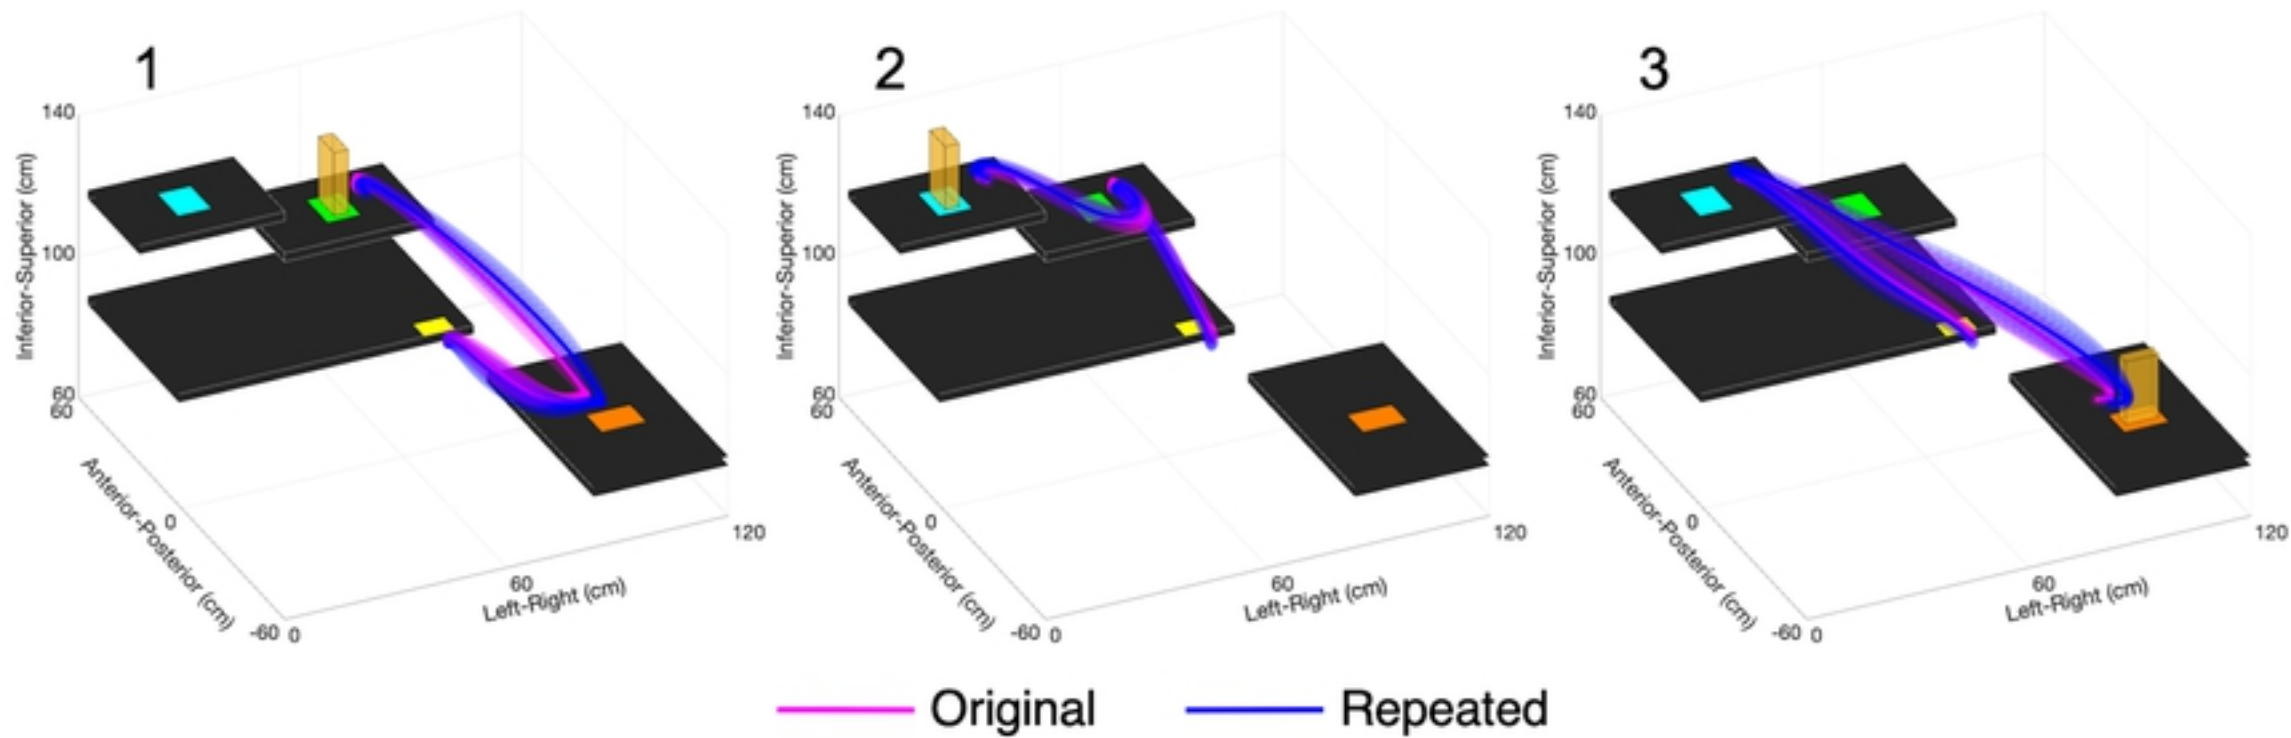 1
2
3
140
100
60
60
0
-60
0
60
120
Inferior-Superior (cm)
Anterior-Posterior (cm)
Left-Right (cm)
140
100
60
60
0
-60
0
60
120
Inferior-Superior (cm)
Anterior-Posterior (cm)
Left-Right (cm)
140
100
60
60
0
-60
0
60
120
Inferior-Superior (cm)
Anterior-Posterior (cm)
Left-Right (cm)
Original
Repeated